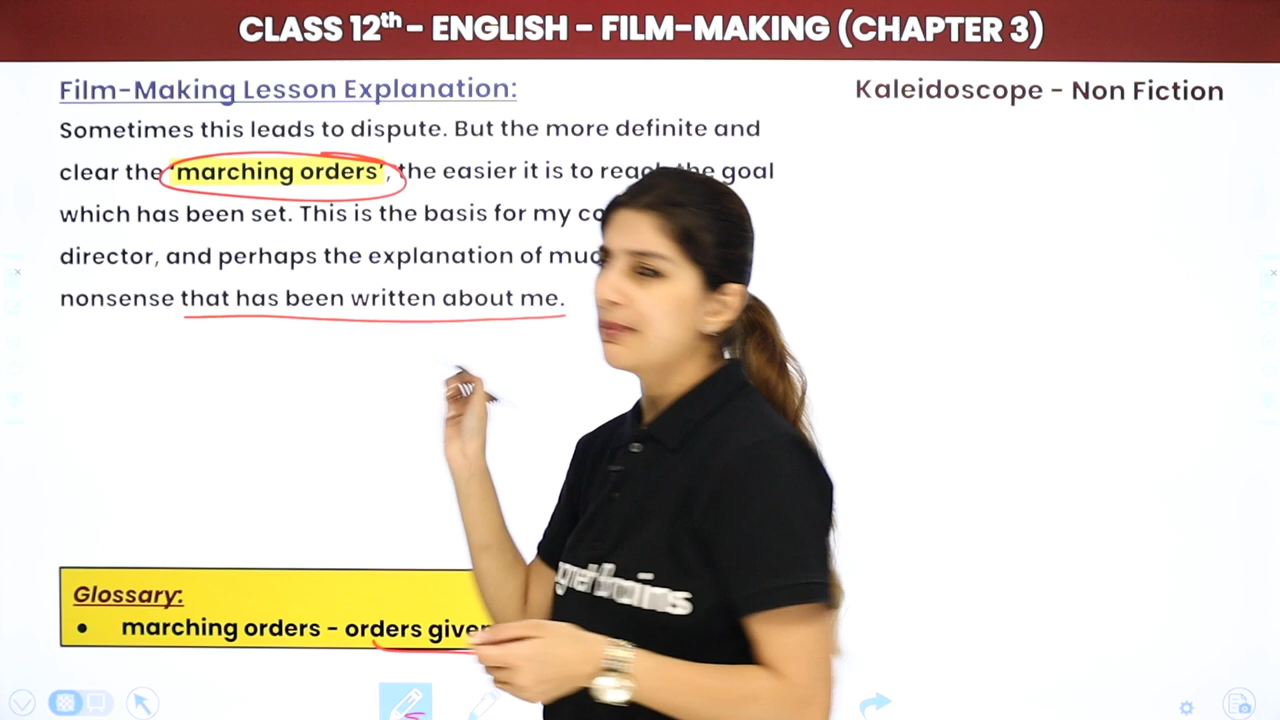 CLASS 12th - ENGLISH - FILM-MAKING (CHAPTER 3)
Film-Making Lesson Explanation:
Kaleidoscope - Non Fiction
Sometimes this leads to dispute. But the more definite and
clear the 'marching orders', the easier it is to reach the goal
which has been set. This is the basis for my
director, and perhaps the explanation of
nonsense that has been written about me.
Glossary:
• marching orders - orders given